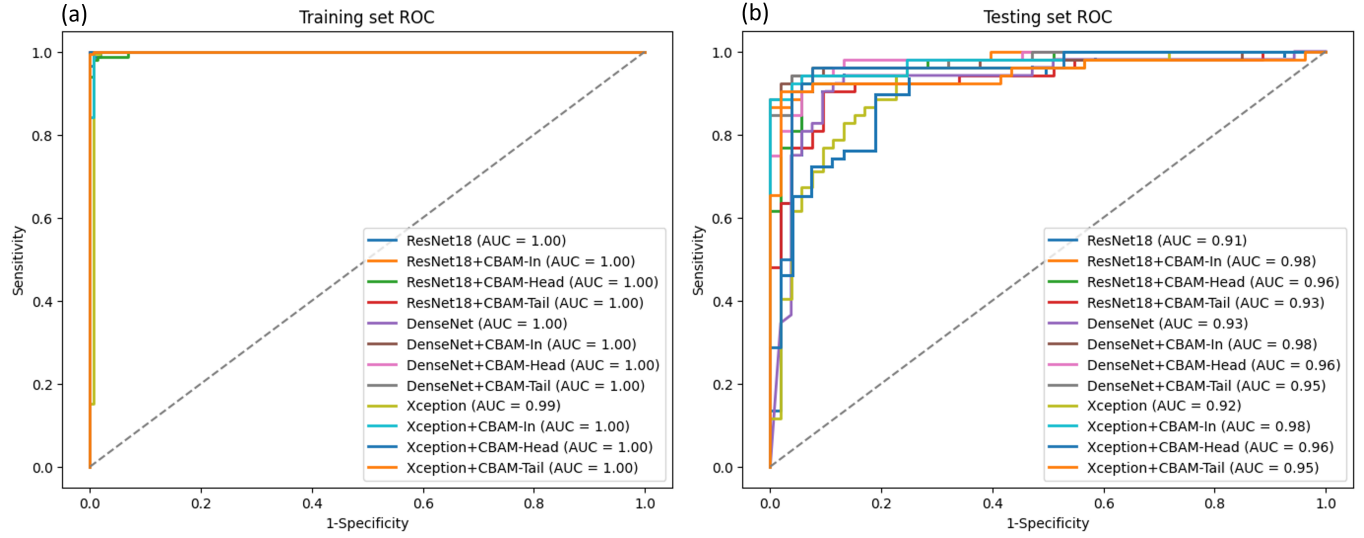 (a)
Training set ROC
Sensitivity
1.0
0.8
0.6
0.4
0.2
0.0
ResNet18 (AUC = 1.00)
ResNet18+CBAM-In (AUC = 1.00)
ResNet18+CBAM-Head (AUC = 1.00)
ResNet18+CBAM-Tail (AUC = 1.00)
DenseNet (AUC = 1.00)
DenseNet+CBAM-In (AUC = 1.00)
DenseNet+CBAM-Head (AUC = 1.00)
DenseNet+CBAM-Tail (AUC = 1.00)
Xception (AUC = 0.99)
Xception+CBAM-In (AUC = 1.00)
Xception+CBAM-Head (AUC = 1.00)
Xception+CBAM-Tail (AUC = 1.00)
0.0 0.2 0.4 0.6 0.8 1.0
1-Specificity
(b)
Testing set ROC
Sensitivity
1.0
0.8
0.6
0.4
0.2
0.0
ResNet18 (AUC = 0.91)
ResNet18+CBAM-In (AUC = 0.98)
ResNet18+CBAM-Head (AUC = 0.96)
ResNet18+CBAM-Tail (AUC = 0.93)
DenseNet (AUC = 0.93)
DenseNet+CBAM-In (AUC = 0.98)
DenseNet+CBAM-Head (AUC = 0.96)
DenseNet+CBAM-Tail (AUC = 0.95)
Xception (AUC = 0.92)
Xception+CBAM-In (AUC = 0.98)
Xception+CBAM-Head (AUC = 0.96)
Xception+CBAM-Tail (AUC = 0.95)
0.0 0.2 0.4 0.6 0.8 1.0
1-Specificity